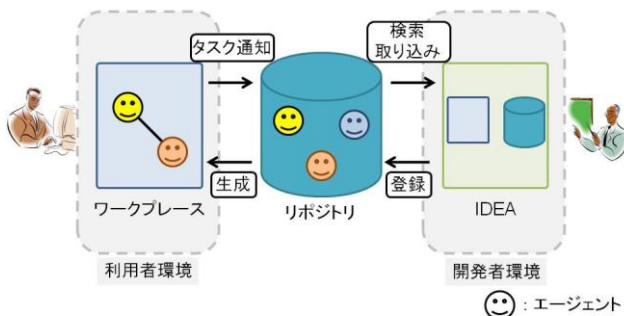 タスク通知
検索
取り込み
生成
登録
ワークプレース
リポジトリ
IDEA
利用者環境
開発者環境
：エージェント